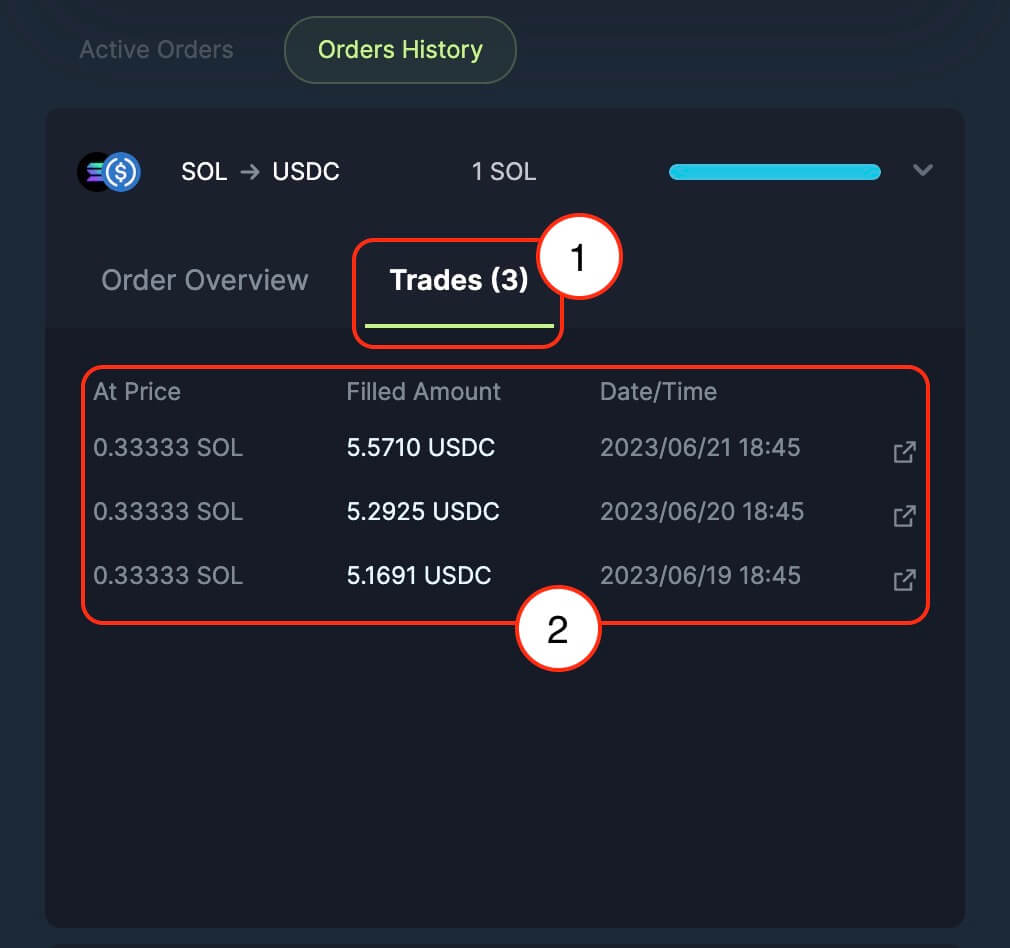 Active Orders Orders History
SOL → USDC 1 SOL
1
Order Overview Trades (3)
At Price Filled Amount Date/Time
0.33333 SOL 5.5710 USDC 2023/06/21 18:45
0.33333 SOL 5.2925 USDC 2023/06/20 18:45
0.33333 SOL 5.1691 USDC 2023/06/19 18:45
2